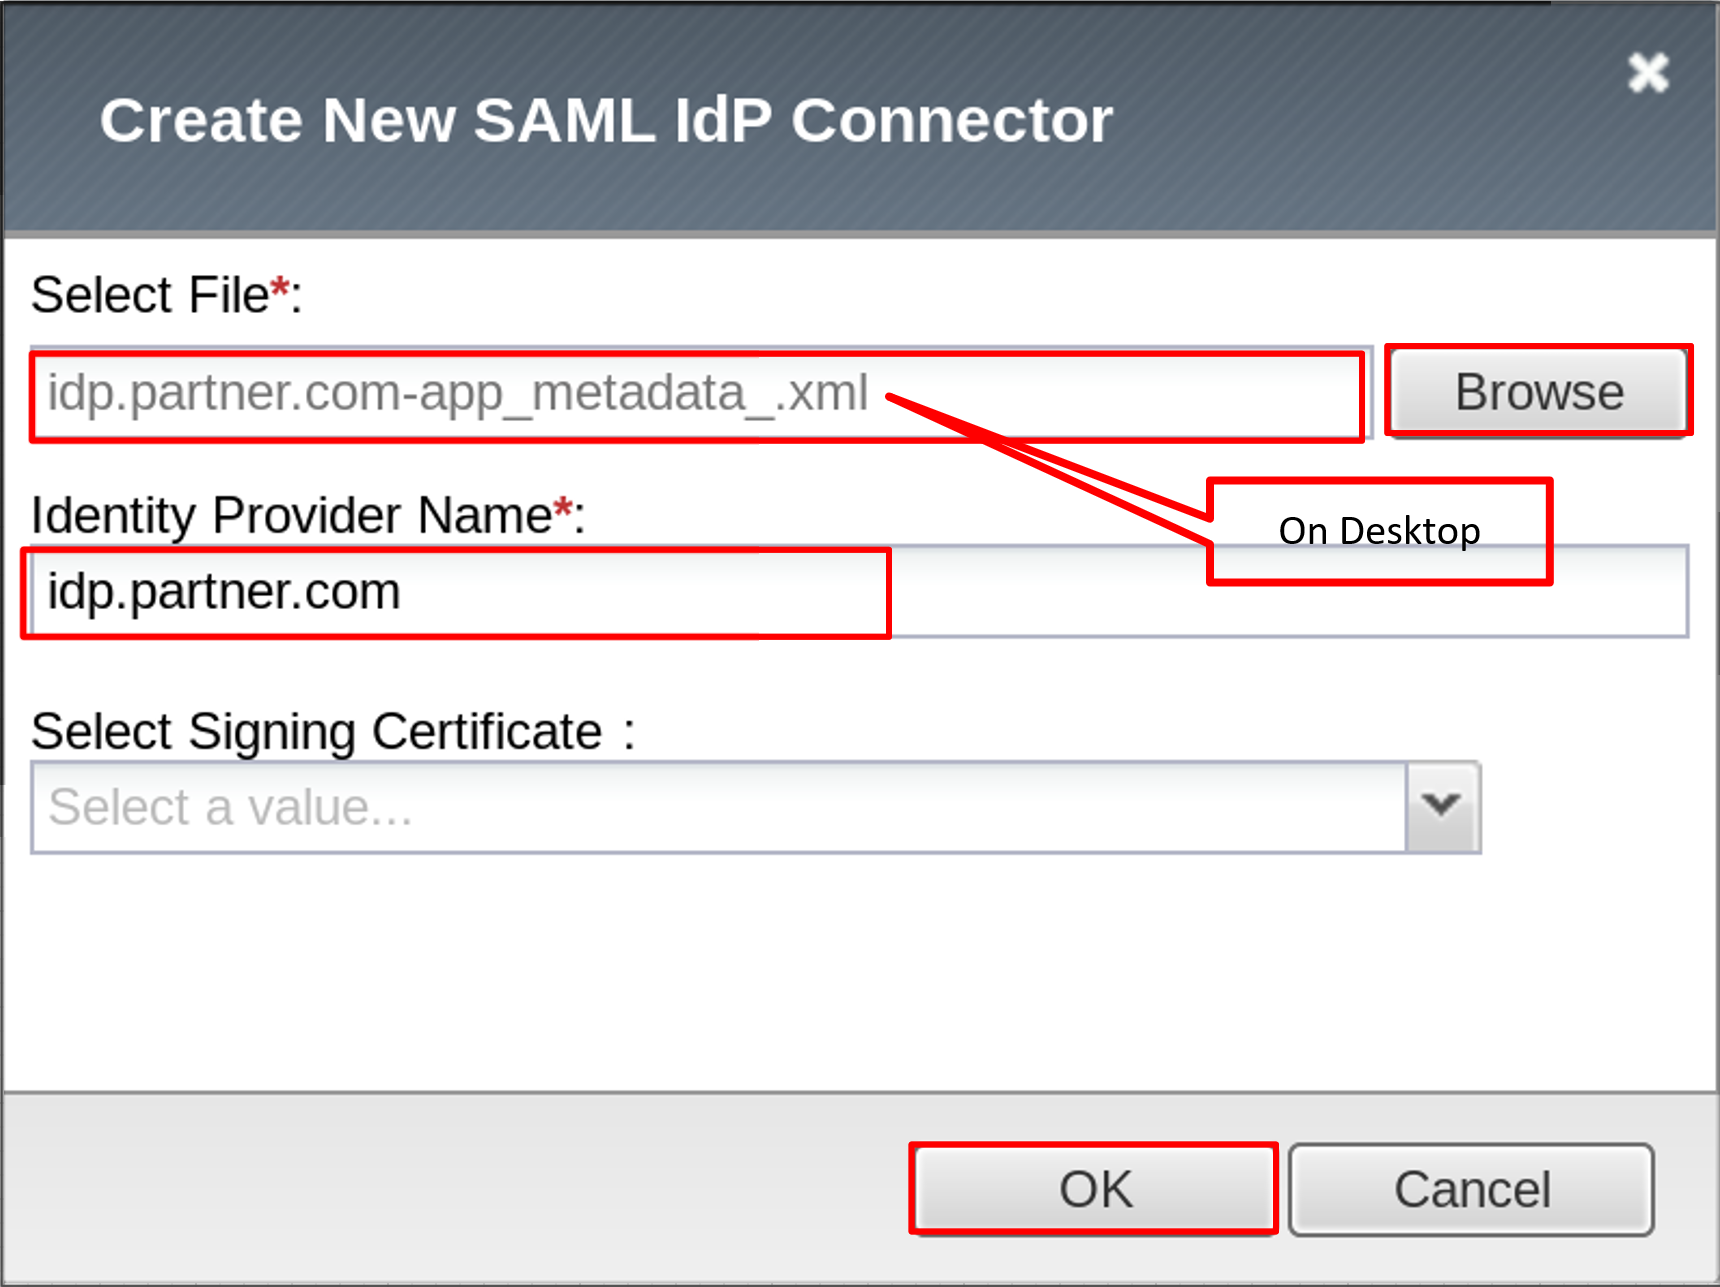 Create New SAML IdP Connector
Select File*:
idp.partner.com-app_metadata_.xml
Browse
On Desktop
Identity Provider Name*:
idp.partner.com
Select Signing Certificate :
Select a value...
OK
Cancel